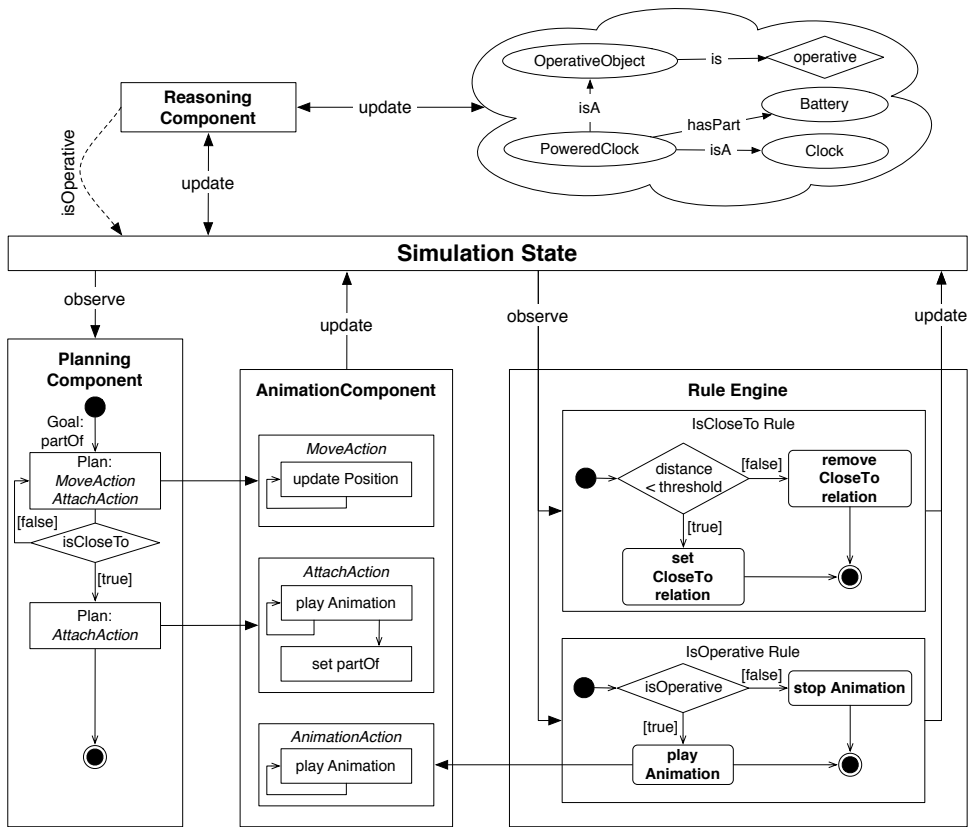 OperativeObject
is
operative
Reasoning
Component
update
isA
Battery
hasPart
PoweredClock
isA
Clock
isOperative
update
Simulation State
observe
update
observe
update
Planning
Component
Goal:
partOf
Plan:
MoveAction
AttachAction
[false]
isCloseTo
[true]
Plan:
AttachAction
AnimationComponent
MoveAction
update Position
AttachAction
play Animation
set partOf
AnimationAction
play Animation
Rule Engine
IsCloseTo Rule
distance
< threshold
[false]
remove
CloseTo
relation
[true]
set
CloseTo
relation
IsOperative Rule
isOperative
[false]
stop Animation
[true]
play
Animation